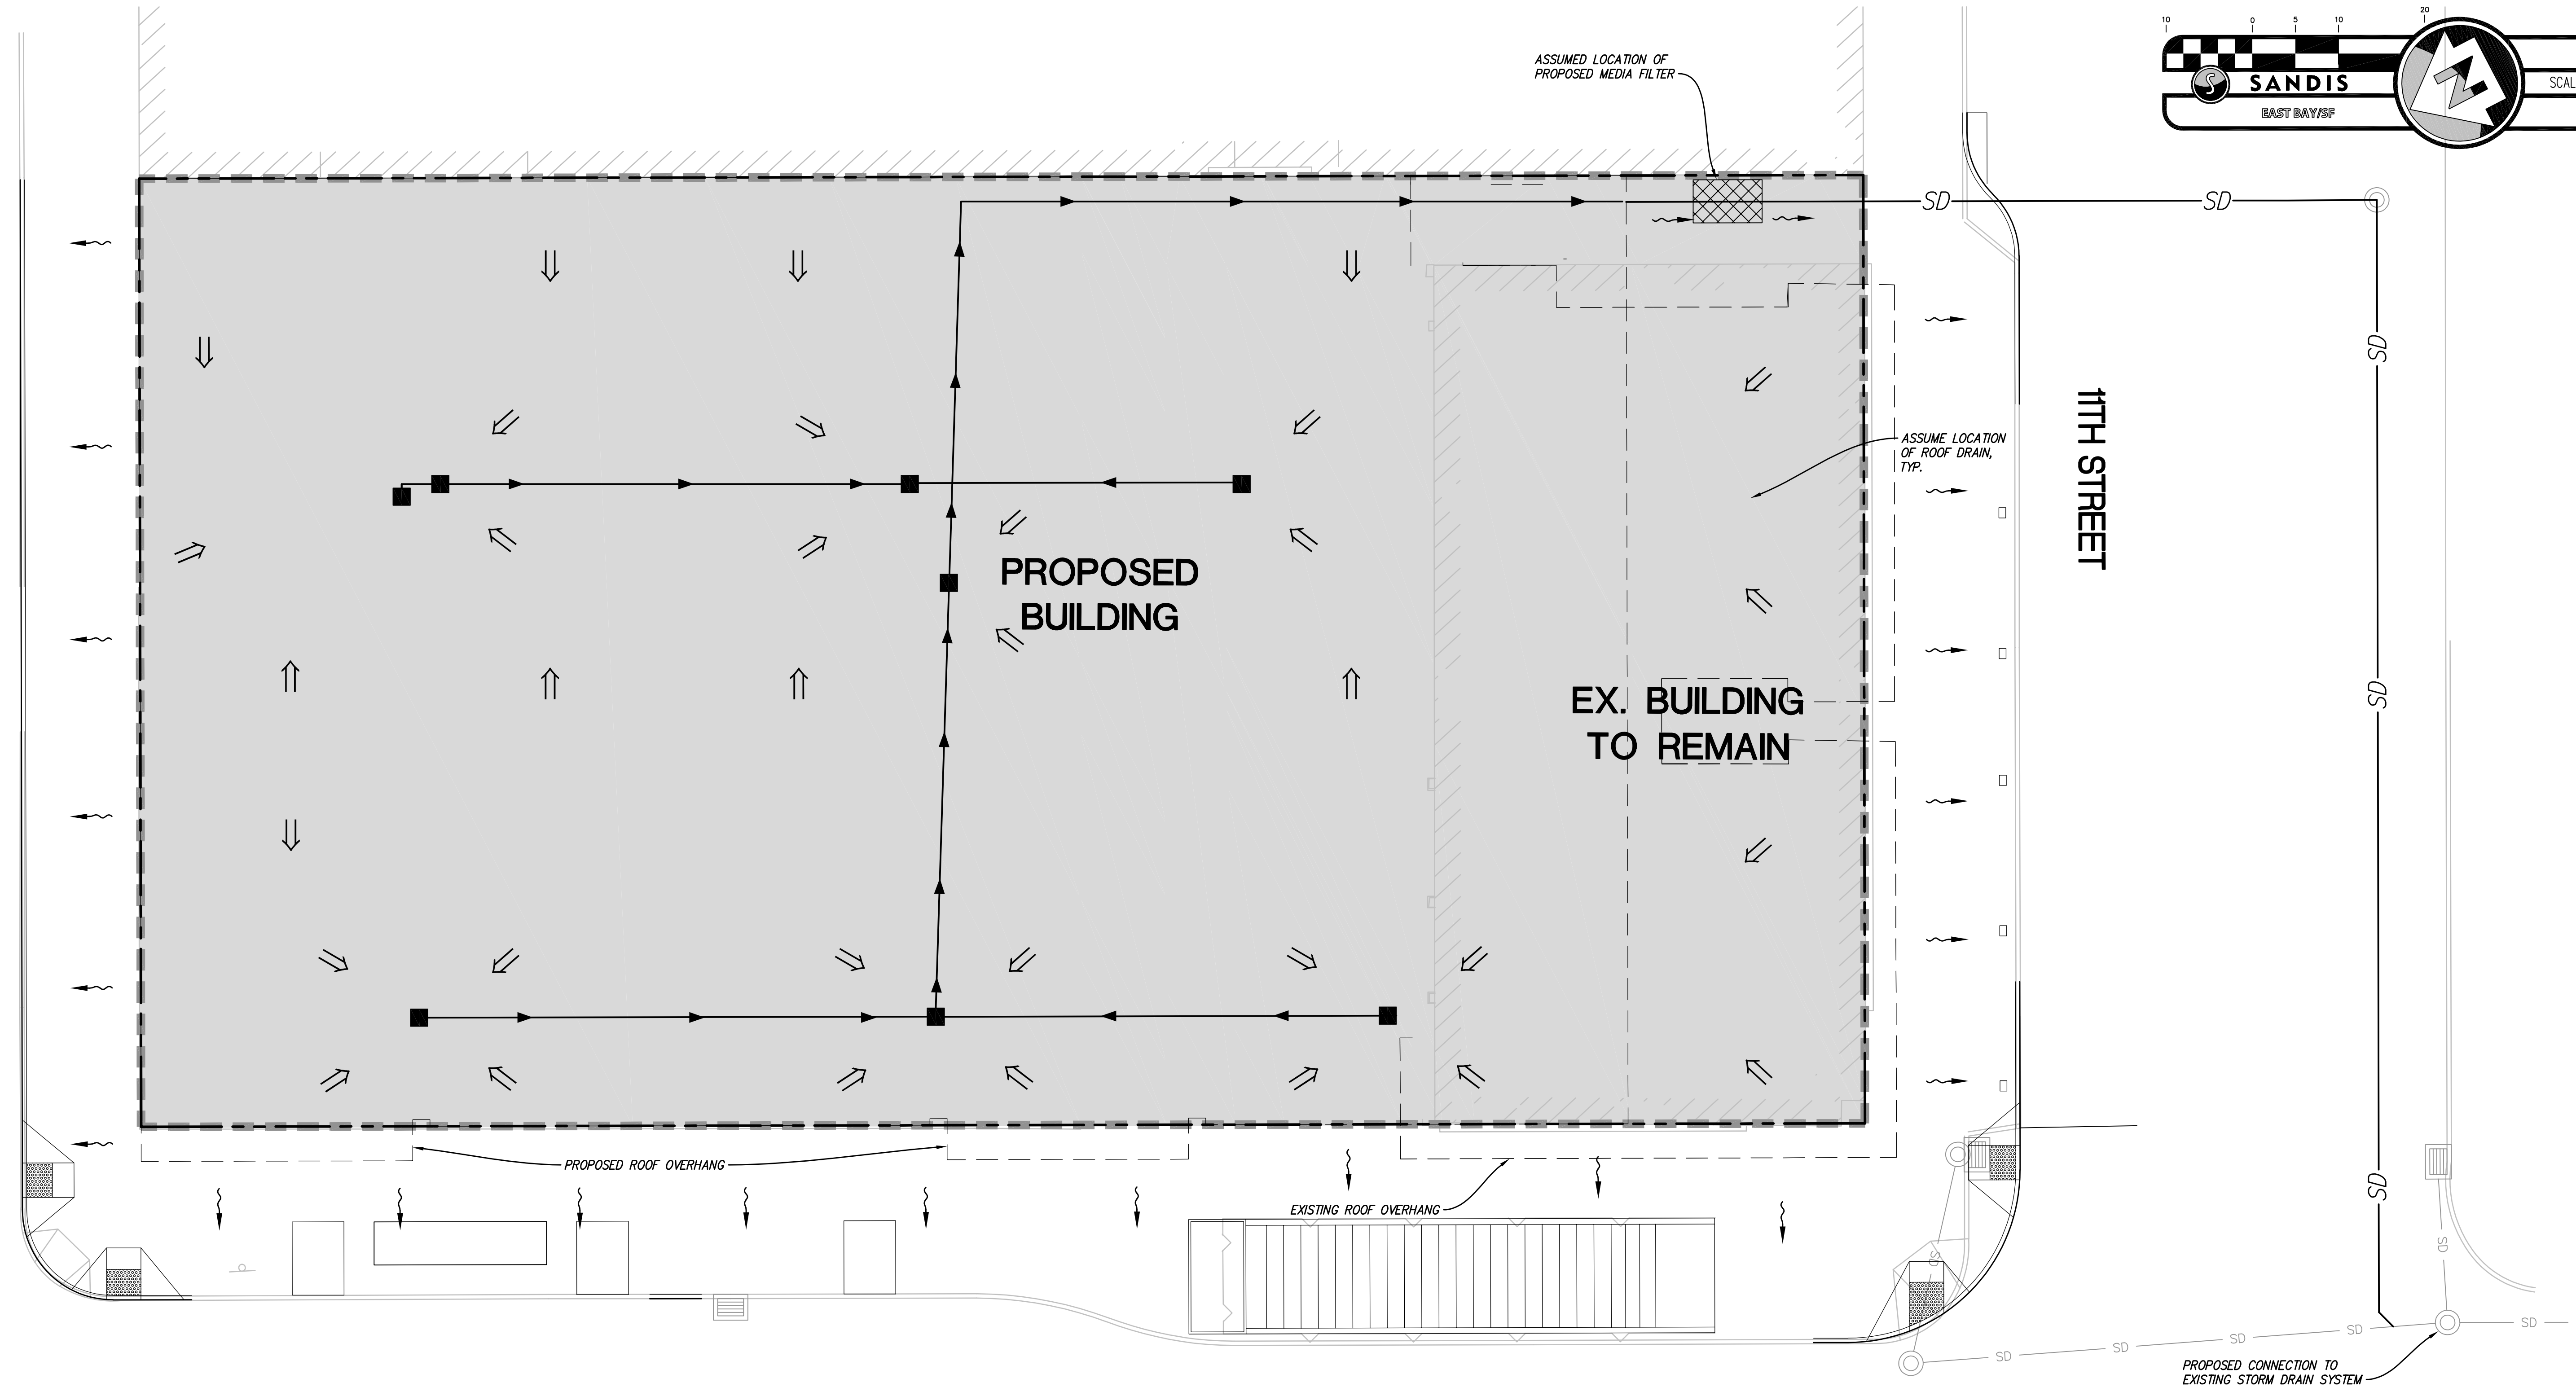 10 0 5 10 20
SANDIS
SCAL
EAST BAY/SF
ASSUMED LOCATION OF
PROPOSED MEDIA FILTER
SD
SD
SD
11TH STREET
ASSUME LOCATION
OF ROOF DRAIN,
TYP.
PROPOSED
BUILDING
EX. BUILDING
TO REMAIN
SD
SD
PROPOSED ROOF OVERHANG
EXISTING ROOF OVERHANG
SD
SD
SD
SD
SD
SD
SD
PROPOSED CONNECTION TO
EXISTING STORM DRAIN SYSTEM